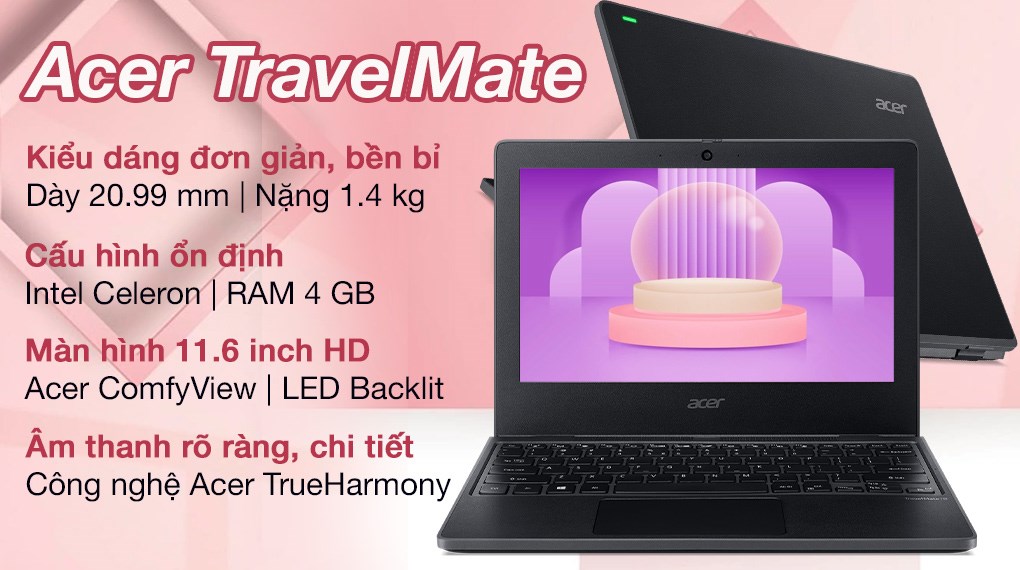 Acer TravelMate
Kiểu dáng đơn giản, bền bỉ
Dày 20.99 mm | Nặng 1.4 kg
Cấu hình ổn định
Intel Celeron | RAM 4 GB
Màn hình 11.6 inch HD
Acer ComfyView | LED Backlit
Âm thanh rõ ràng, chi tiết
Công nghệ Acer TrueHarmony
acer
acer